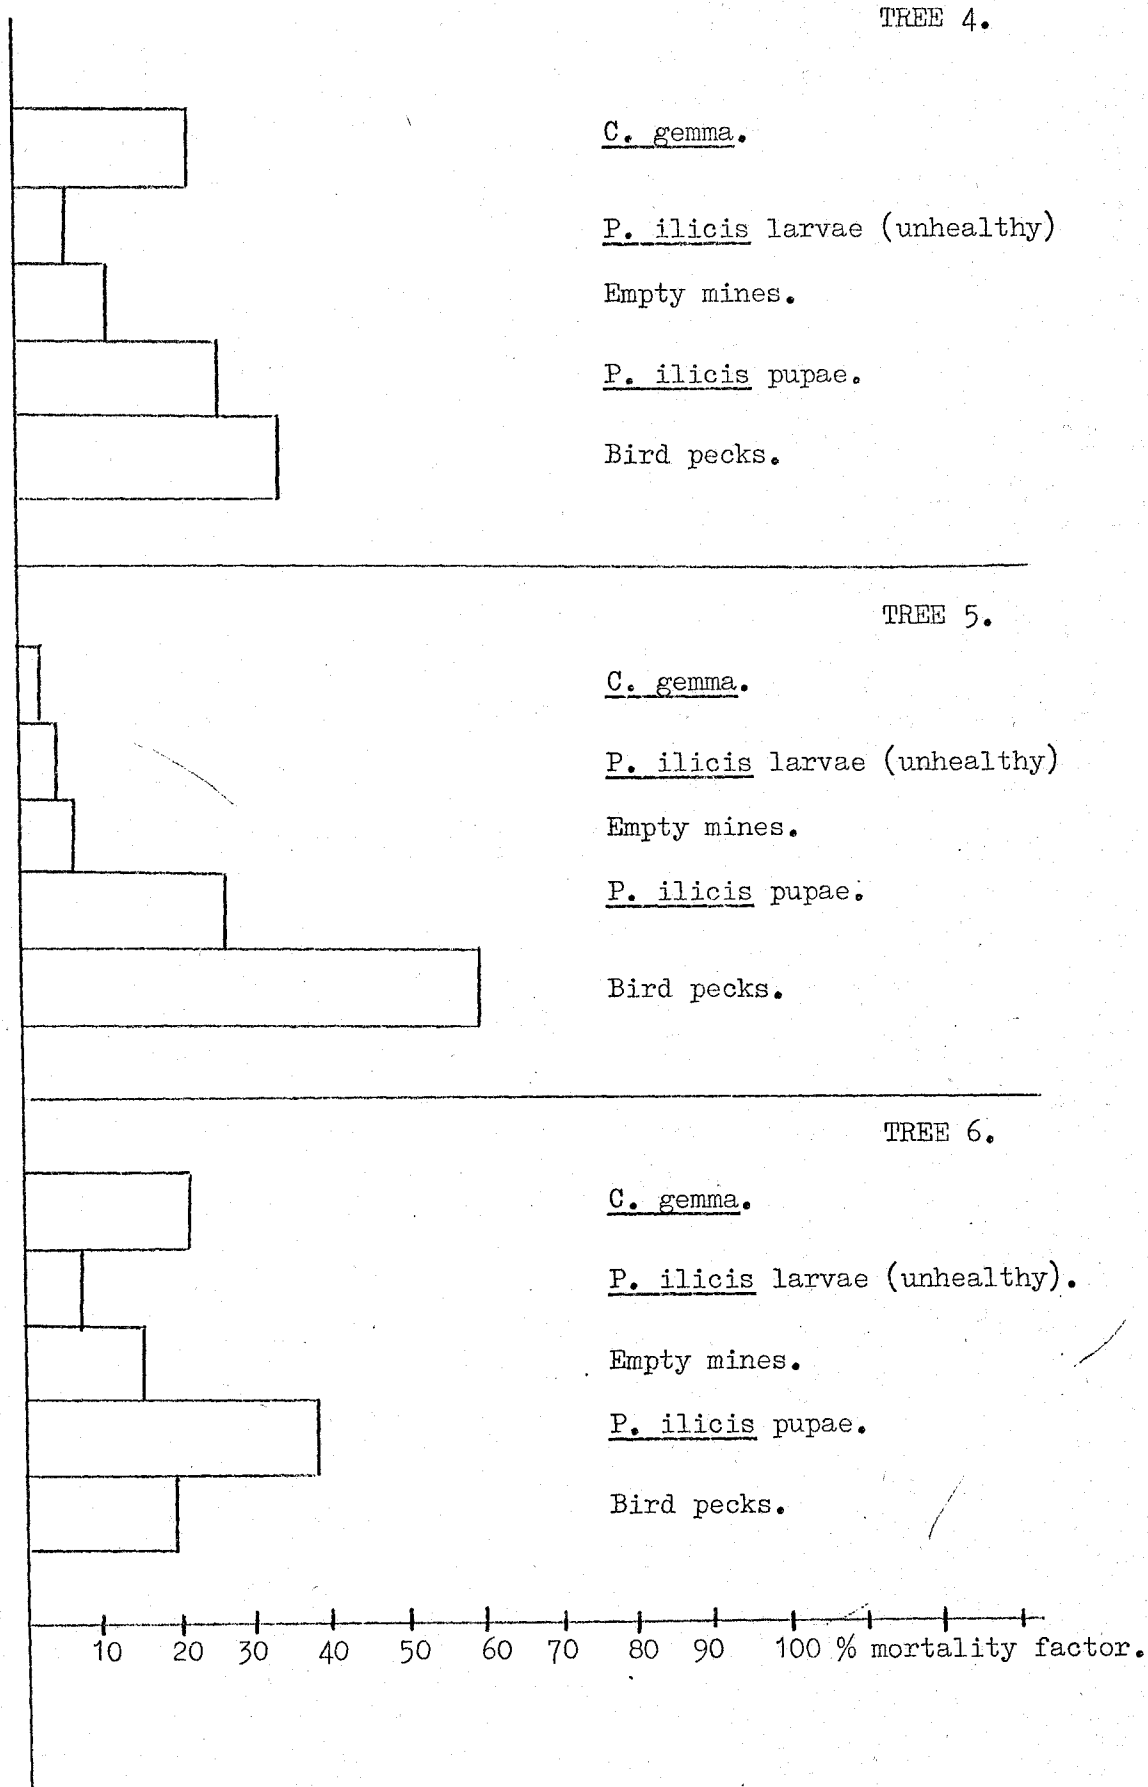 TREE 4.
C. gemma.
P. ilicis larvae (unhealthy)
Empty mines.
P. ilicis pupae.
Bird pecks.
TREE 5.
C. gemma.
P. ilicis larvae (unhealthy)
Empty mines.
P. ilicis pupae.
Bird pecks.
TREE 6.
C. gemma.
P. ilicis larvae (unhealthy).
Empty mines.
P. ilicis pupae.
Bird pecks.
10 20 30 40 50 60 70 80 90 100 % mortality factor.